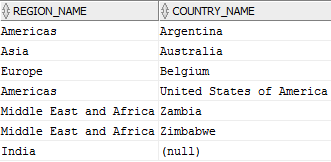 REGION_NAME COUNTRY_NAME
Americas Argentina
Asia Australia
Europe Belgium
Americas United States of America
Middle East and Africa Zambia
Middle East and Africa Zimbabwe
India (null)